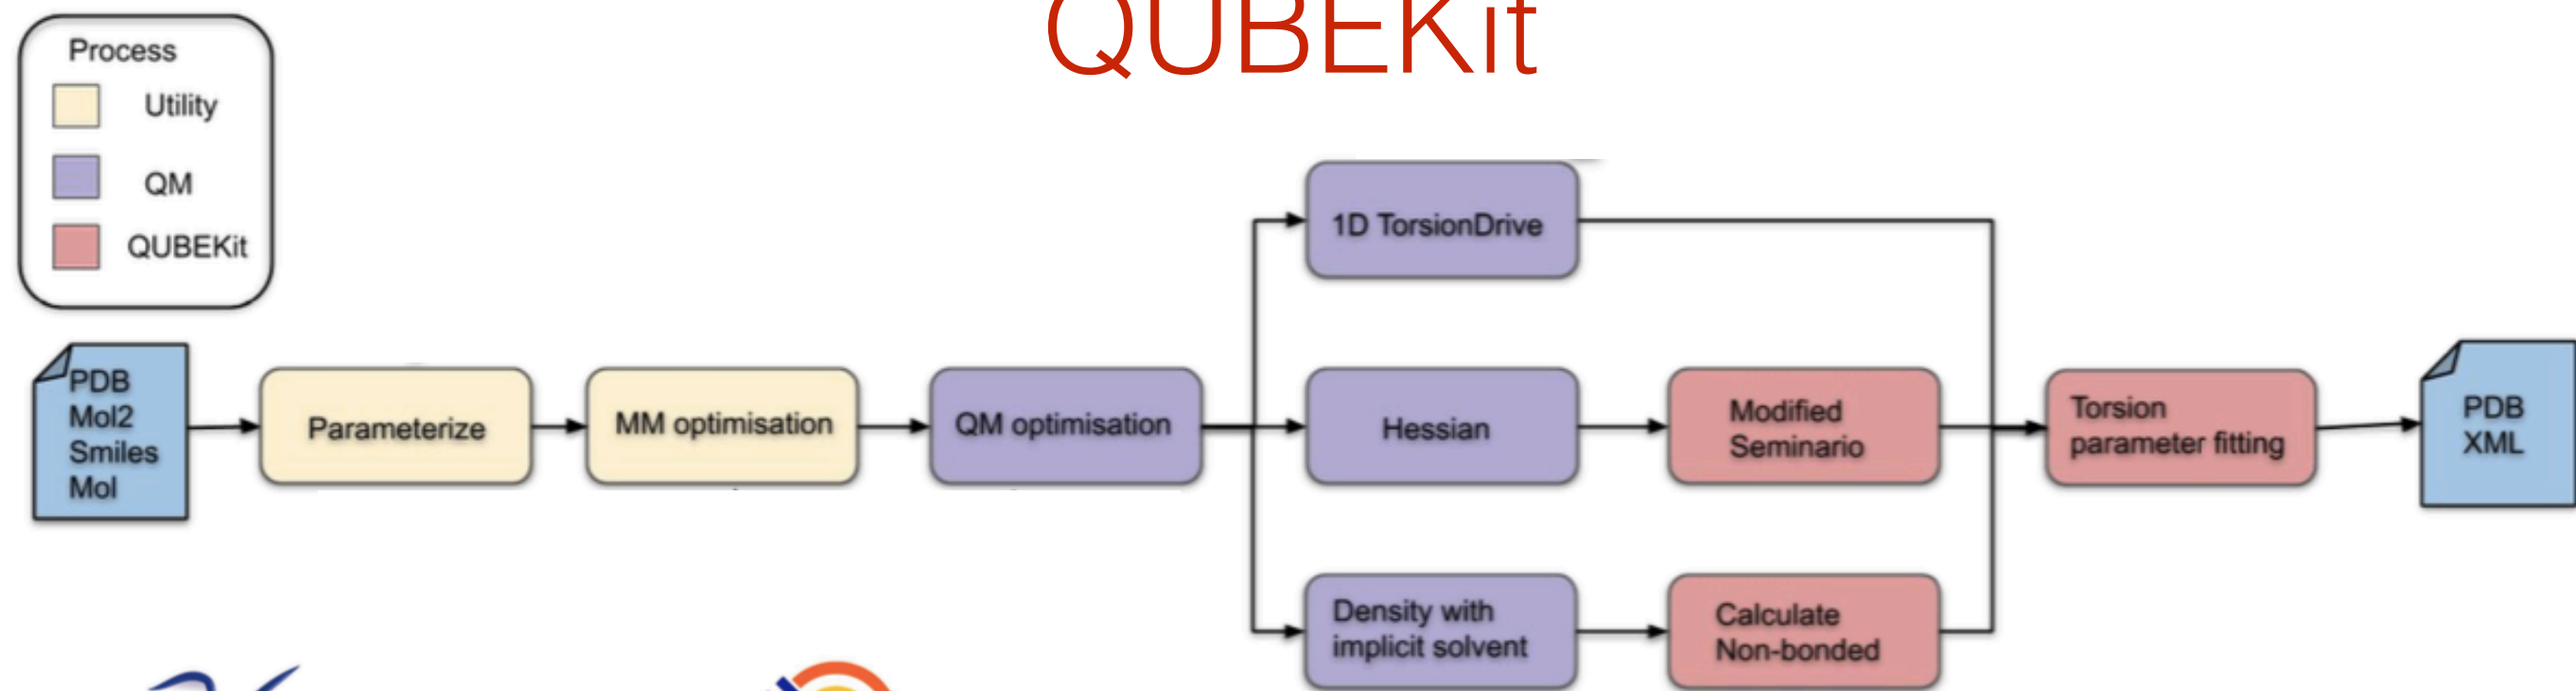 QUBEKit
Process
Utility
QM
QUBEKit
PDB
Mol2
Smiles
Mol
Parameterize
MM optimisation
QM optimisation
1D TorsionDrive
Hessian
Density with
implicit solvent
Modified
Seminario
Calculate
Non-bonded
Torsion
parameter fitting
PDB
XML